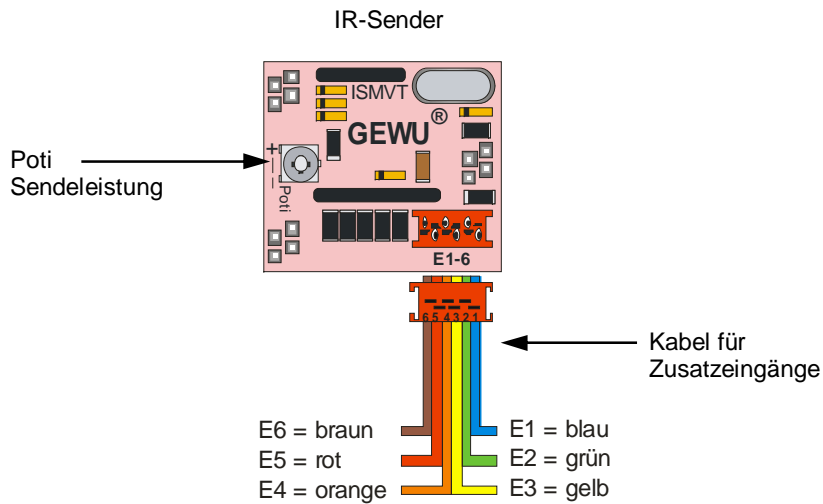 IR-Sender
ISMVT
GEWU®
Poti
Sendeleistung
+
--
Poti
E1-6
6 5 4 3 2 1
Kabel für
Zusatzeingänge
E6 = braun
E5 = rot
E4 = orange
E1 = blau
E2 = grün
E3 = gelb